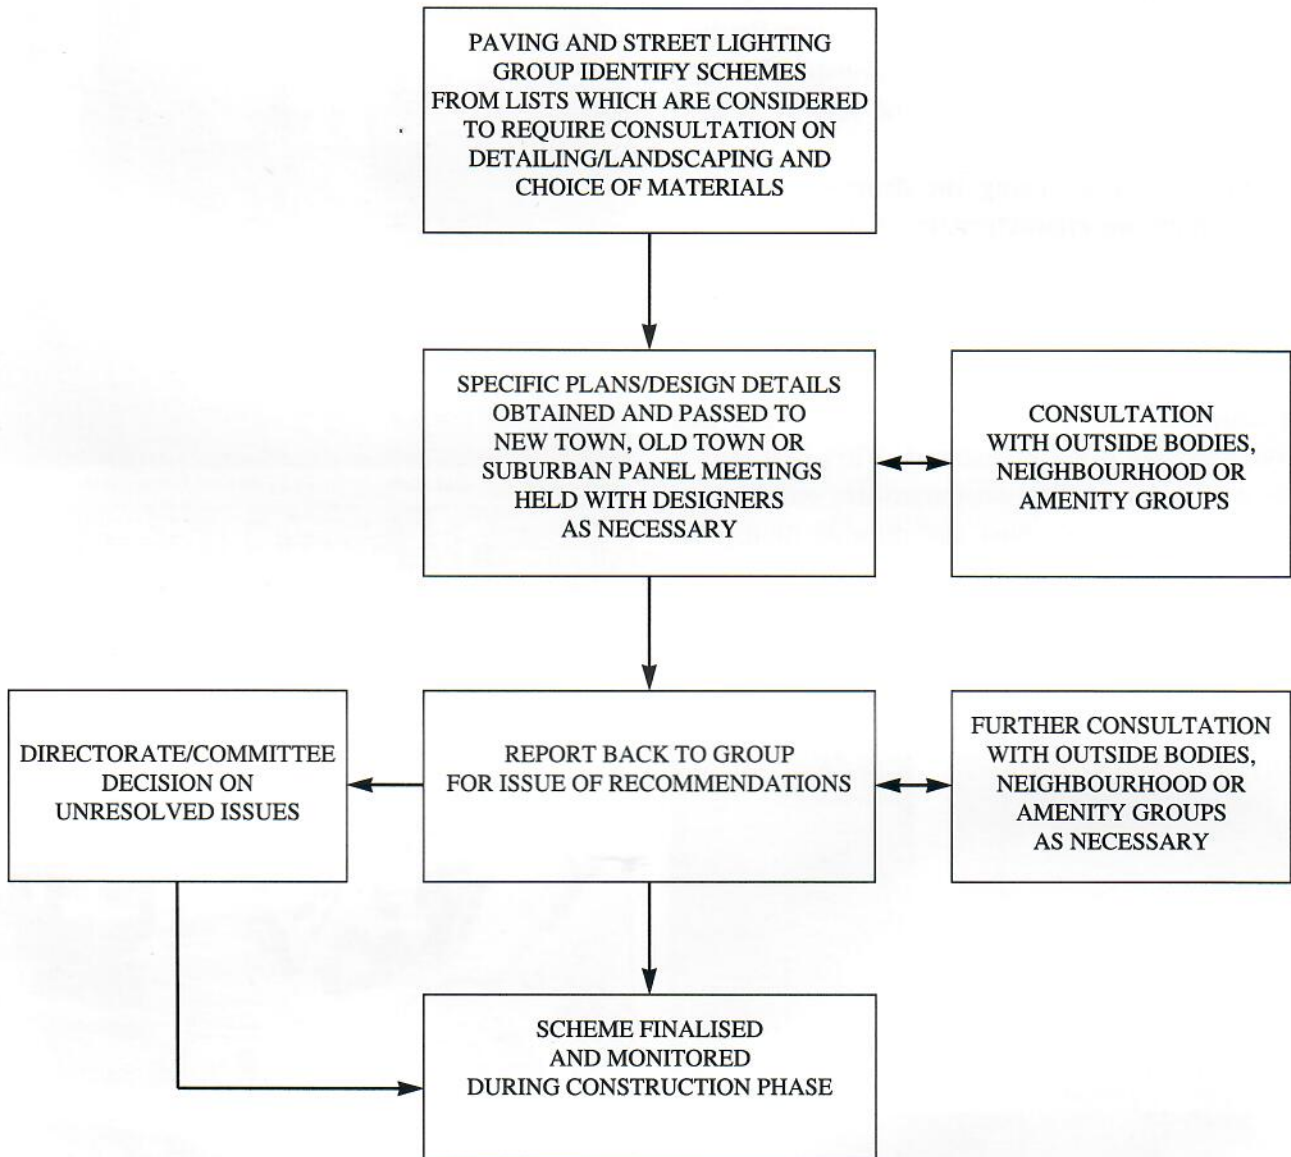 PAVING AND STREET LIGHTING
GROUP IDENTIFY SCHEMES
FROM LISTS WHICH ARE CONSIDERED
TO REQUIRE CONSULTATION ON
DETAILING/LANDSCAPING AND
CHOICE OF MATERIALS
SPECIFIC PLANS/DESIGN DETAILS
OBTAINED AND PASSED TO
NEW TOWN, OLD TOWN OR
SUBURBAN PANEL MEETINGS
HELD WITH DESIGNERS
AS NECESSARY
CONSULTATION
WITH OUTSIDE BODIES,
NEIGHBOURHOOD OR
AMENITY GROUPS
DIRECTORATE/COMMITTEE
DECISION ON
UNRESOLVED ISSUES
REPORT BACK TO GROUP
FOR ISSUE OF RECOMMENDATIONS
FURTHER CONSULTATION
WITH OUTSIDE BODIES,
NEIGHBOURHOOD OR
AMENITY GROUPS
AS NECESSARY
SCHEME FINALISED
AND MONITORED
DURING CONSTRUCTION PHASE